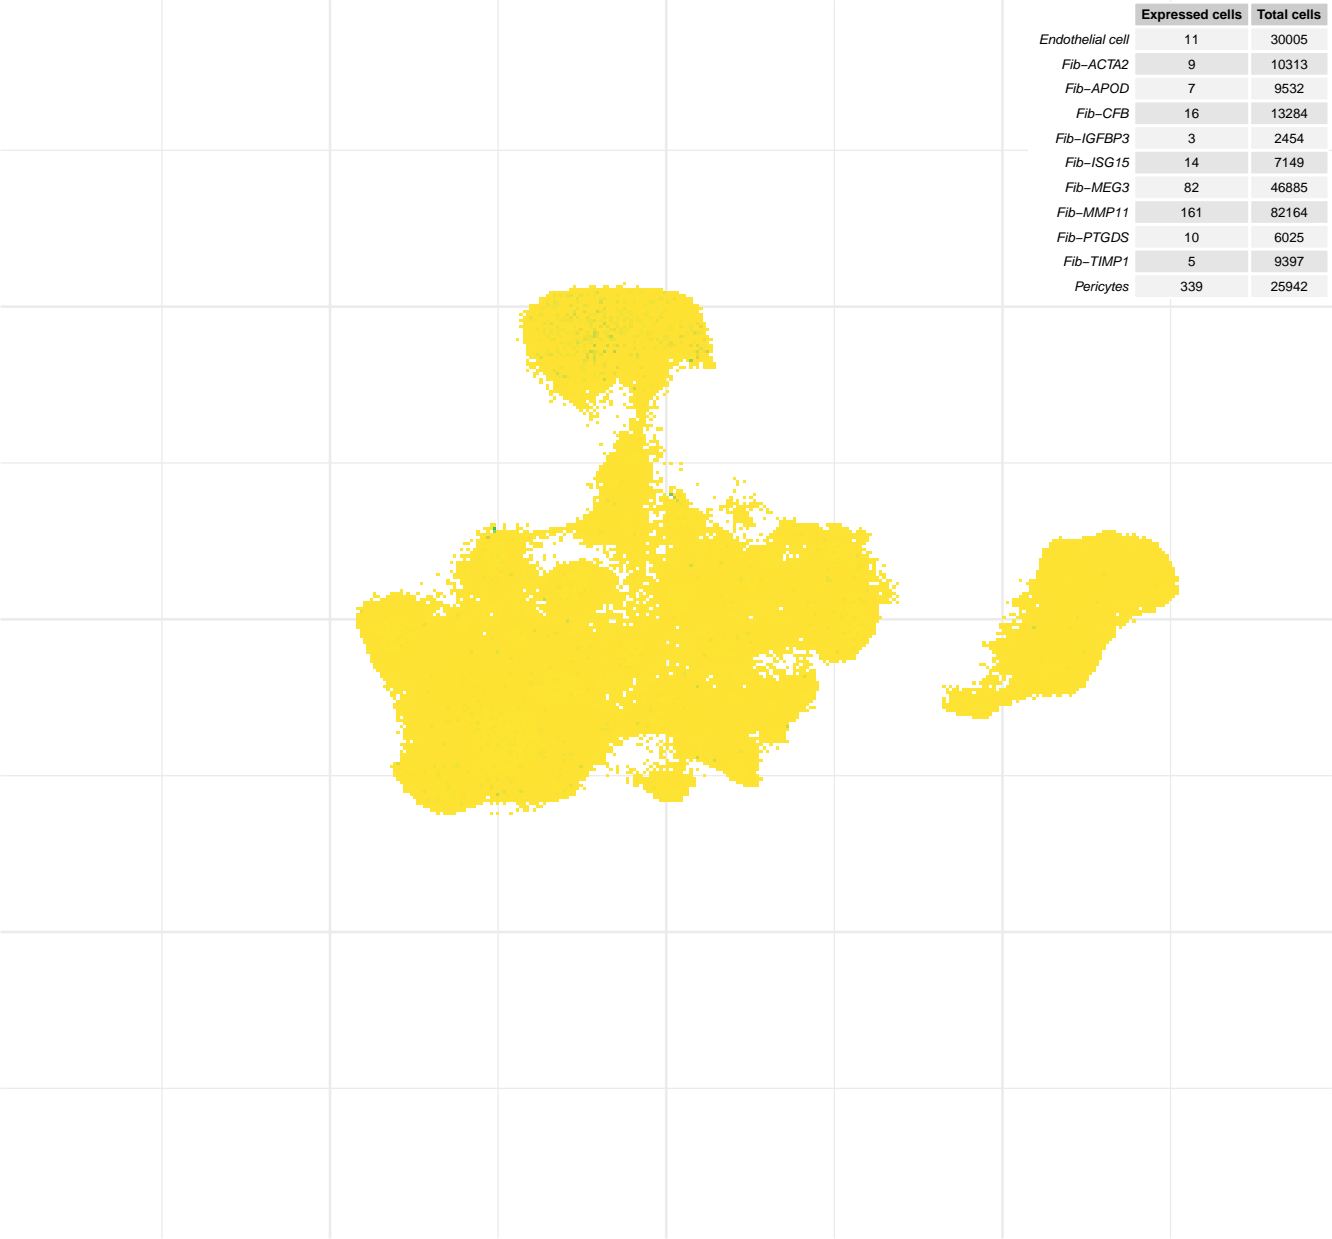 Expressed cells Total cells
Endothelial cell 11 30005
Fib–ACTA2 9 10313
Fib–APOD 7 9532
Fib–CFB 16 13284
Fib–IGFBP3 3 2454
Fib–ISG15 14 7149
Fib–MEG3 82 46885
Fib–MMP11 161 82164
Fib–PTGDS 10 6025
Fib–TIMP1 5 9397
Pericytes 339 25942